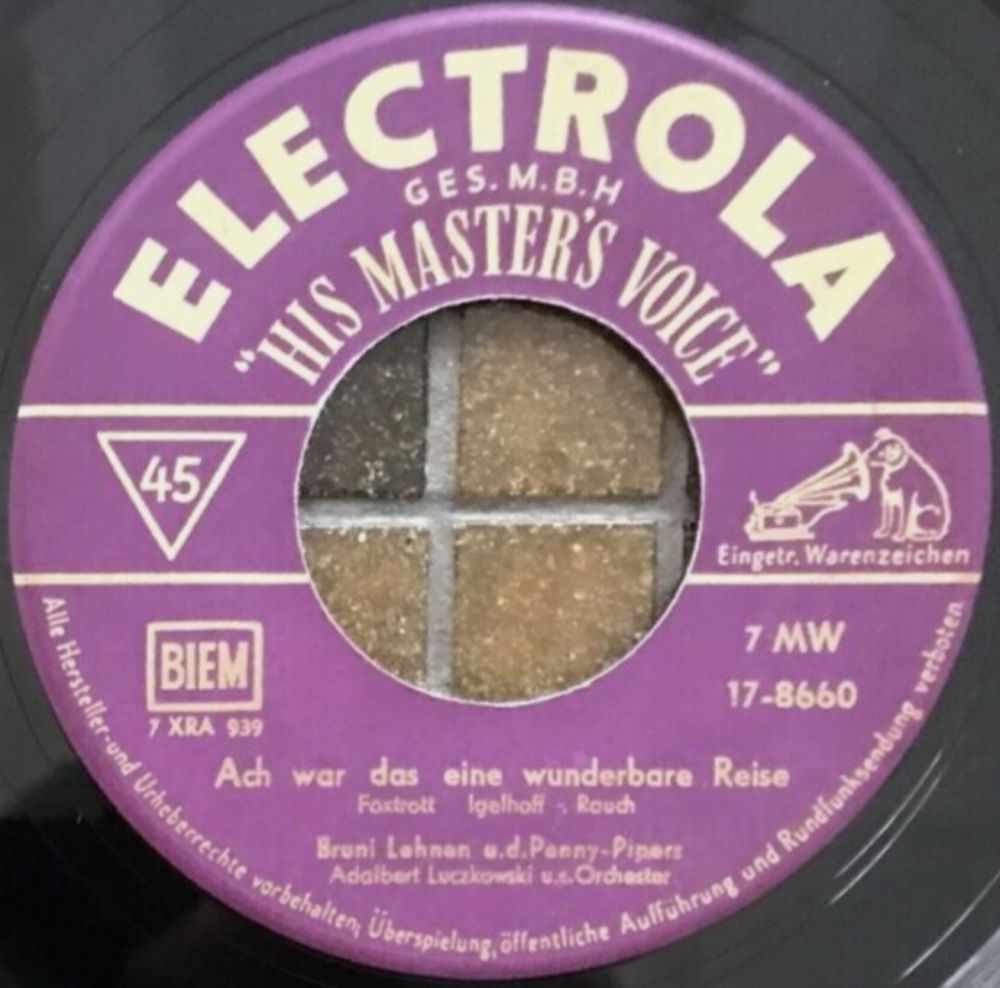 ELECTROLA
GES.M.B.H
“HIS MASTER'S VOICE”
45
Eingetr. Warenzeichen
BIEM
7 XRA 939
7 MW
17-8660
Ach war das eine wunderbare Reise
Foxtrott Igelhoff - Rauch
Bruni Lehnen u.d.Penny-Pipers
Adalbert Luczkowski u.s.Orchester
Alle Hersteller-und Urheberrechte vorbehalten; Überspielung, öffentliche Aufführung und Rundfunksendung verboten